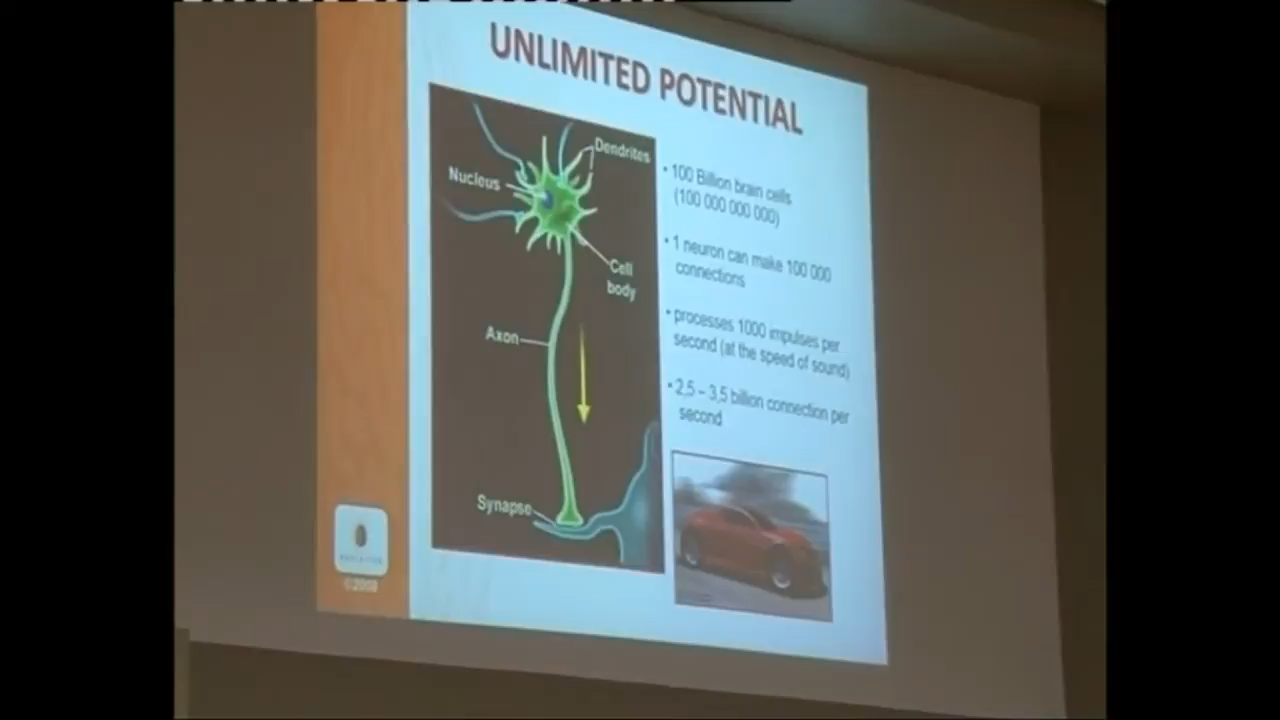 UNLIMITED POTENTIAL
Dendrites
Nucleus
Cell
body
Axon
Synapse
• 100 Billion brain cells
(100 000 000 000)
• 1 neuron can make 100 000
connections
• processes 1000 impulses per
second (at the speed of sound)
• 2,5 – 3,5 billion connection per
second